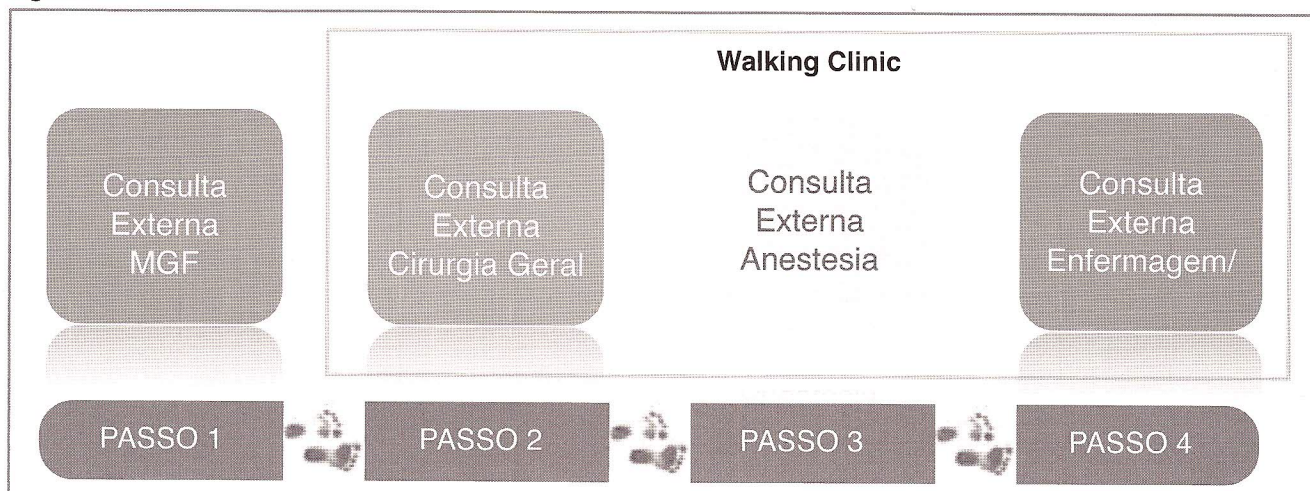 Walking Clinic
Consulta
Externa
MGF
Consulta
Externa
Cirurgia Geral
Consulta
Externa
Anestesia
Consulta
Externa
Enfermagem/
PASSO 1
PASSO 2
PASSO 3
PASSO 4